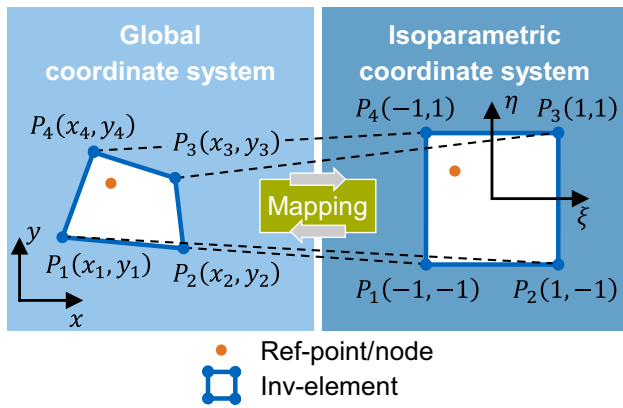 Global
coordinate system
Isoparametric
coordinate system
P₄(x₄, y₄)
P₃(x₃, y₃)
P₄(−1,1)
η
P₃(1,1)
Mapping
ξ
y
P₁(x₁, y₁)
P₂(x₂, y₂)
x
P₁(−1, −1)
P₂(1, −1)
Ref-point/node
Inv-element